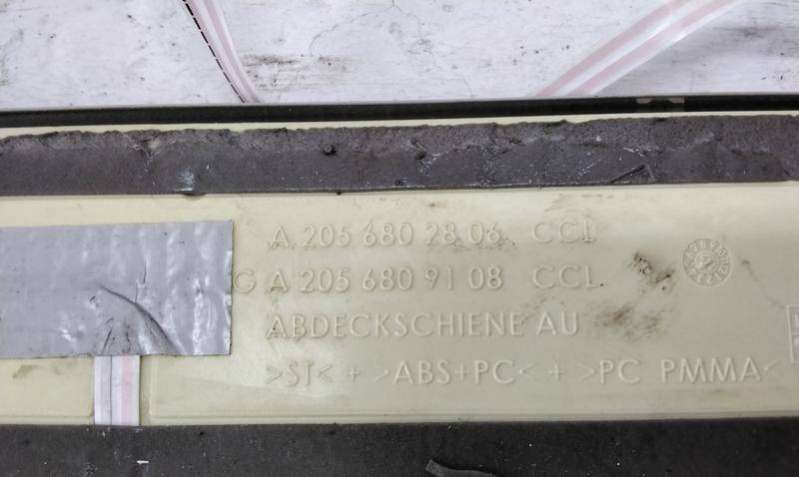 A 205 680 28 06 CCL
G A 205 680 91 08 CCL
ABDECKSCHIENE AU
>ST< + >ABS+PC< + >PC PMMA<